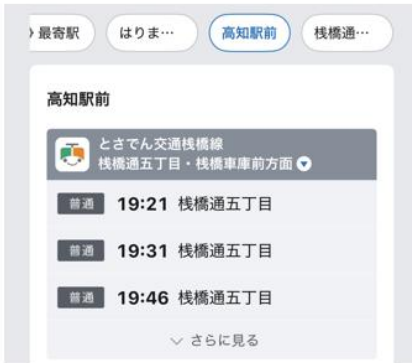 最寄駅
はりま…
高知駅前
桟橋通…
高知駅前
とさでん交通桟橋線
桟橋通五丁目・桟橋車庫前方面
普通 19:21 桟橋通五丁目
普通 19:31 桟橋通五丁目
普通 19:46 桟橋通五丁目
さらに見る